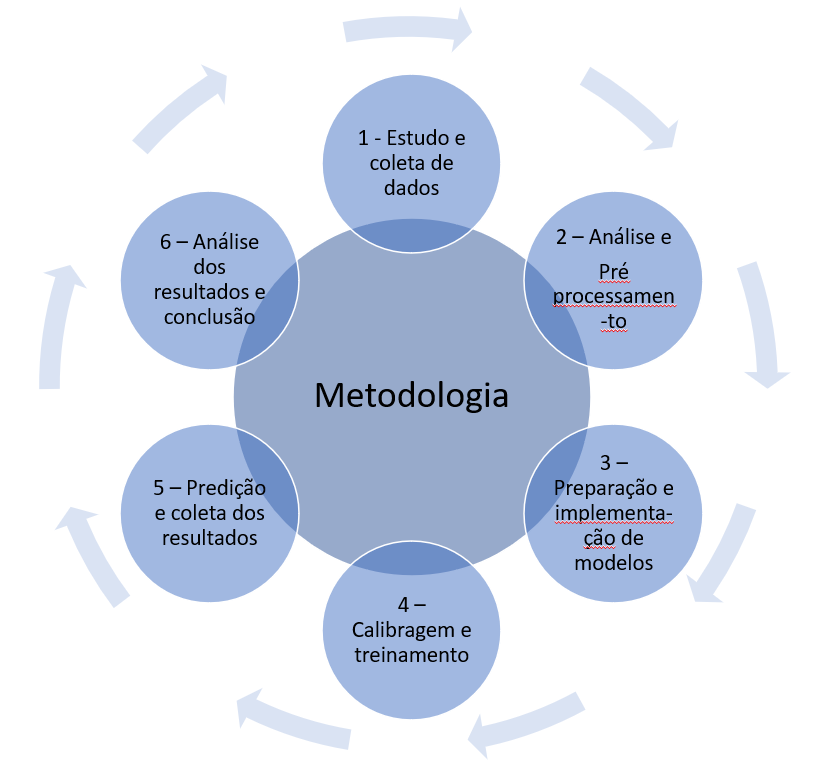 1 - Estudo e
coleta de
dados
2 – Análise e
Pré
processamen
-to
3 –
Preparação e
implementa-
ção de
modelos
4 –
Calibragem e
treinamento
5 – Predição
e coleta dos
resultados
6 – Análise
dos
resultados e
conclusão
Metodologia